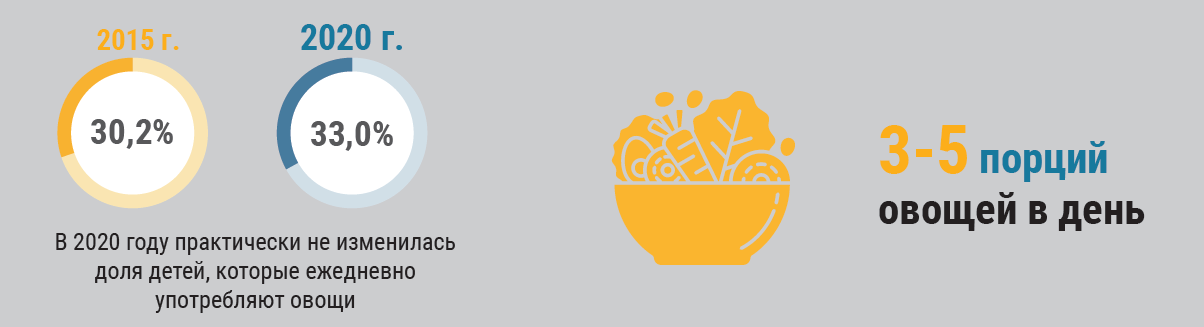 2015 г.
30,2%
2020 г.
33,0%
В 2020 году практически не изменилась
доля детей, которые ежедневно
употребляют овощи
3-5 порций
овощей в день